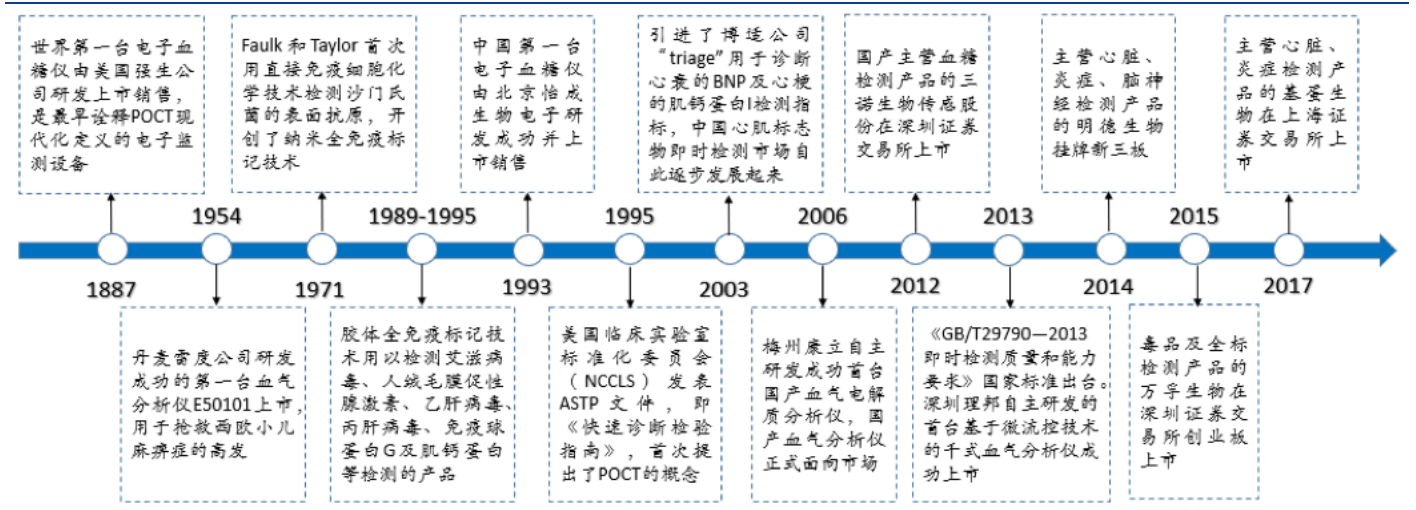 世界第一台电子血
糖仪由美国强生公
司研发上市销售，
是最早诠释POCT现
代化定义的电子监
测设备
Faulk和Taylor首次
用直接免疫细胞化
学技术检测沙门氏
菌的表面抗原，开
创了纳米全免疫标
记技术
中国第一台
电子血糖仪
由北京怡成
生物电子研
发成功并上
市销售
引进了博适公司
“triage”用于诊断
心衰的BNP及心梗
的肌钙蛋白I检测指
标，中国心肌标志
物即时检测市场自
此逐步发展起来
国产主营血糖
检测产品的三
诺生物传感股
份在深圳证券
交易所上市
主营心脏、
炎症、脑神
经检测产品
的明德生物
挂牌新三板
主营心脏、
炎症检测产
品的基蛋生
物在上海证
券交易所上
市
1954
1989-1995
1995
2006
2013
2015
1887
1971
1993
2003
2012
2014
2017
丹麦雷度公司研发
成功的第一台血气
分析仪E50101上市，
用于抢救西欧小儿
麻痹症的高发
胶体全免疫标记技
术用以检测艾滋病
毒、人绒毛膜促性
腺激素、乙肝病毒、
丙肝病毒、免疫球
蛋白G及肌钙蛋白
等检测的产品
美国临床实验室
标准化委员会
（NCCLS）发表
ASTP文件，即
《快速诊断检验
指南》，首次提
出了POCT的概念
梅州康立自主
研发成功首台
国产血气电解
质分析仪，国
产血气分析仪
正式面向市场
《GB/T29790—2013
即时检测质量和能力
要求》国家标准出台。
深圳理邦自主研发的
首台基于微流控技术
的千式血气分析仪成
功上市
毒品及全标
检测产品的
万孚生物在
深圳证券交
易所创业板
上市